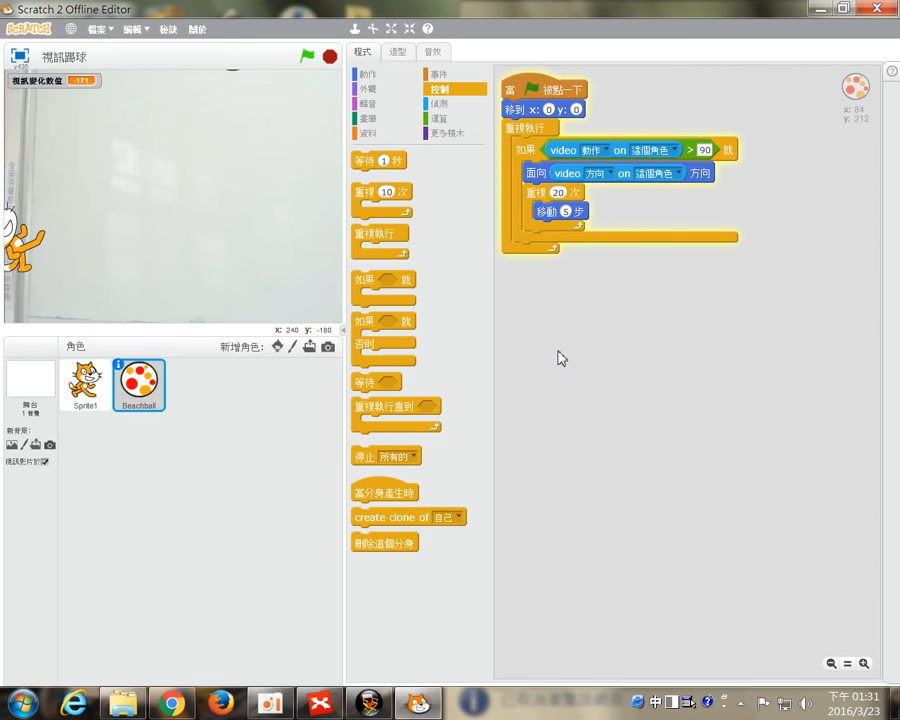 Scratch 2 Offline Editor
SCRATCH 檔案 編輯 秘訣 關於
v438 視訊踢球
視訊變化數值 -171
x: 240 y: -180
角色 新增角色:
舞台
1 背景
新背景:
視訊影片於
Sprite1
Beachball
程式 造型 音效
動作 事件
外觀 控制
聲音 偵測
畫筆 運算
資料 更多積木
等待 1 秒
重複 10 次
重複執行
如果 就
如果 就
否則
等待
重複執行直到
停止 所有的
當分身產生時
create clone of 自己
刪除這個分身
當 被點一下
移到 x: 0 y: 0
重複執行
如果 video 動作 on 這個角色 > 90 就
面向 video 方向 on 這個角色 方向
重複 20 次
移動 5 步
x: 84
y: 212
中
下午 01:31
2016/3/23